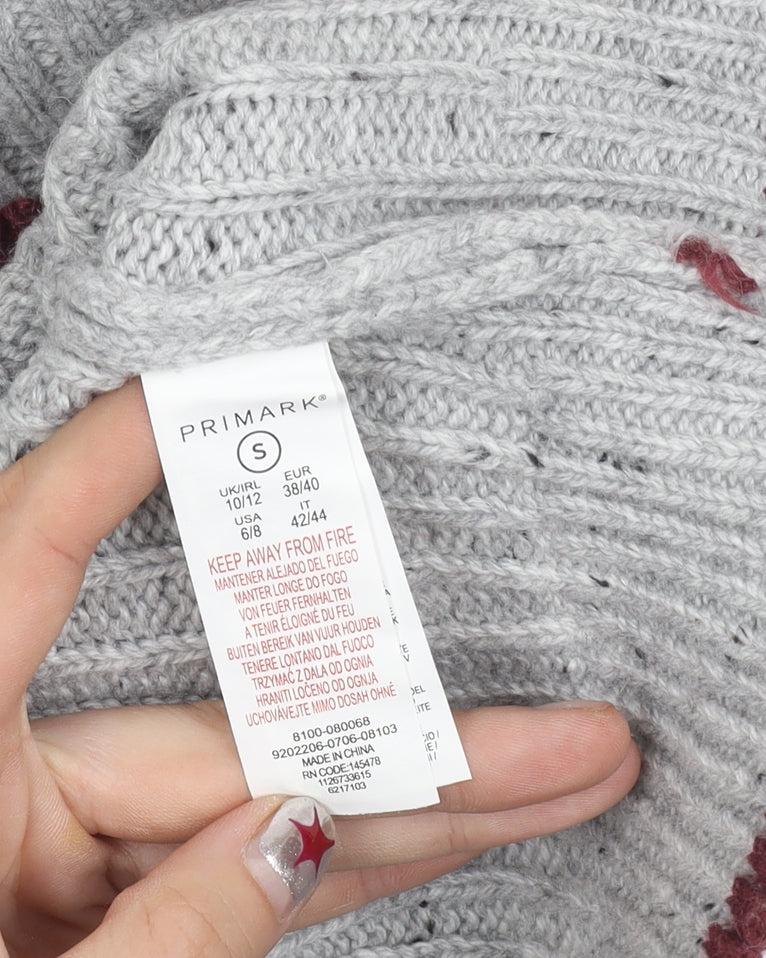 PRIMARK®
S
UK/IRL EUR
10/12 38/40
USA IT
6/8 42/44
KEEP AWAY FROM FIRE
MANTENER ALEJADO DEL FUEGO
MANTER LONGE DO FOGO
VON FEUER FERNHALTEN
A TENIR ÉLOIGNÉ DU FEU
BUITEN BEREIK VAN VUUR HOUDEN
TENERE LONTANO DAL FUOCO
TRZYMAĆ Z DALA OD OGNIA
HRANITI LOČENO OD OGNJA
UCHOVÁVEJTE MIMO DOSAH OHNĚ
8100-080068
9202206-0706-08103
MADE IN CHINA
RN CODE:145478
1126733615
6217103